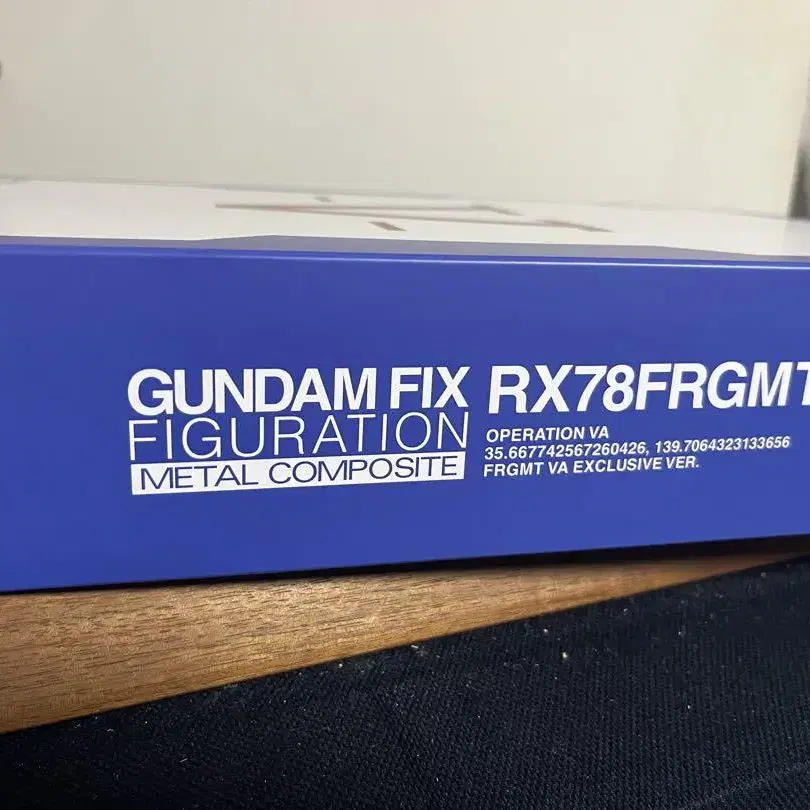 GUNDAM FIX
FIGURATION
METAL COMPOSITE
RX78FRGMT
OPERATION VA
35.667742567260426, 139.7064323133656
FRGMT VA EXCLUSIVE VER.